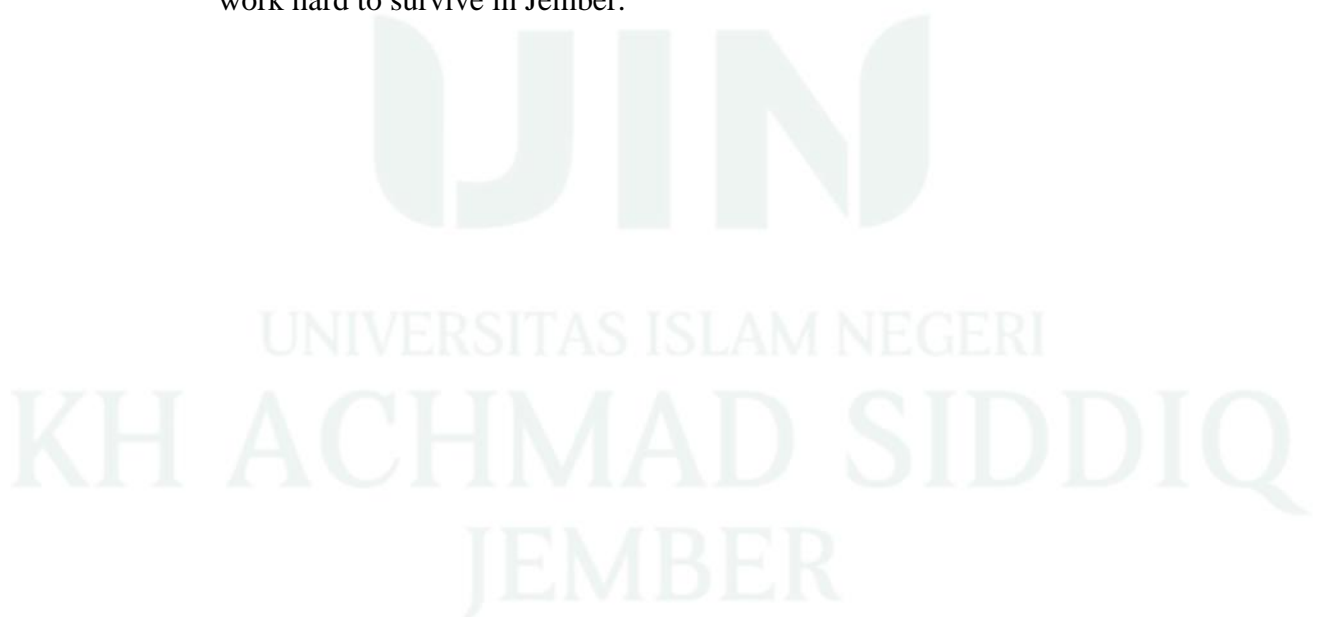 work hard to survive in Jember.
UIN
UNIVERSITAS ISLAM NEGERI
KH ACHMAD SIDDIQ
JEMBER